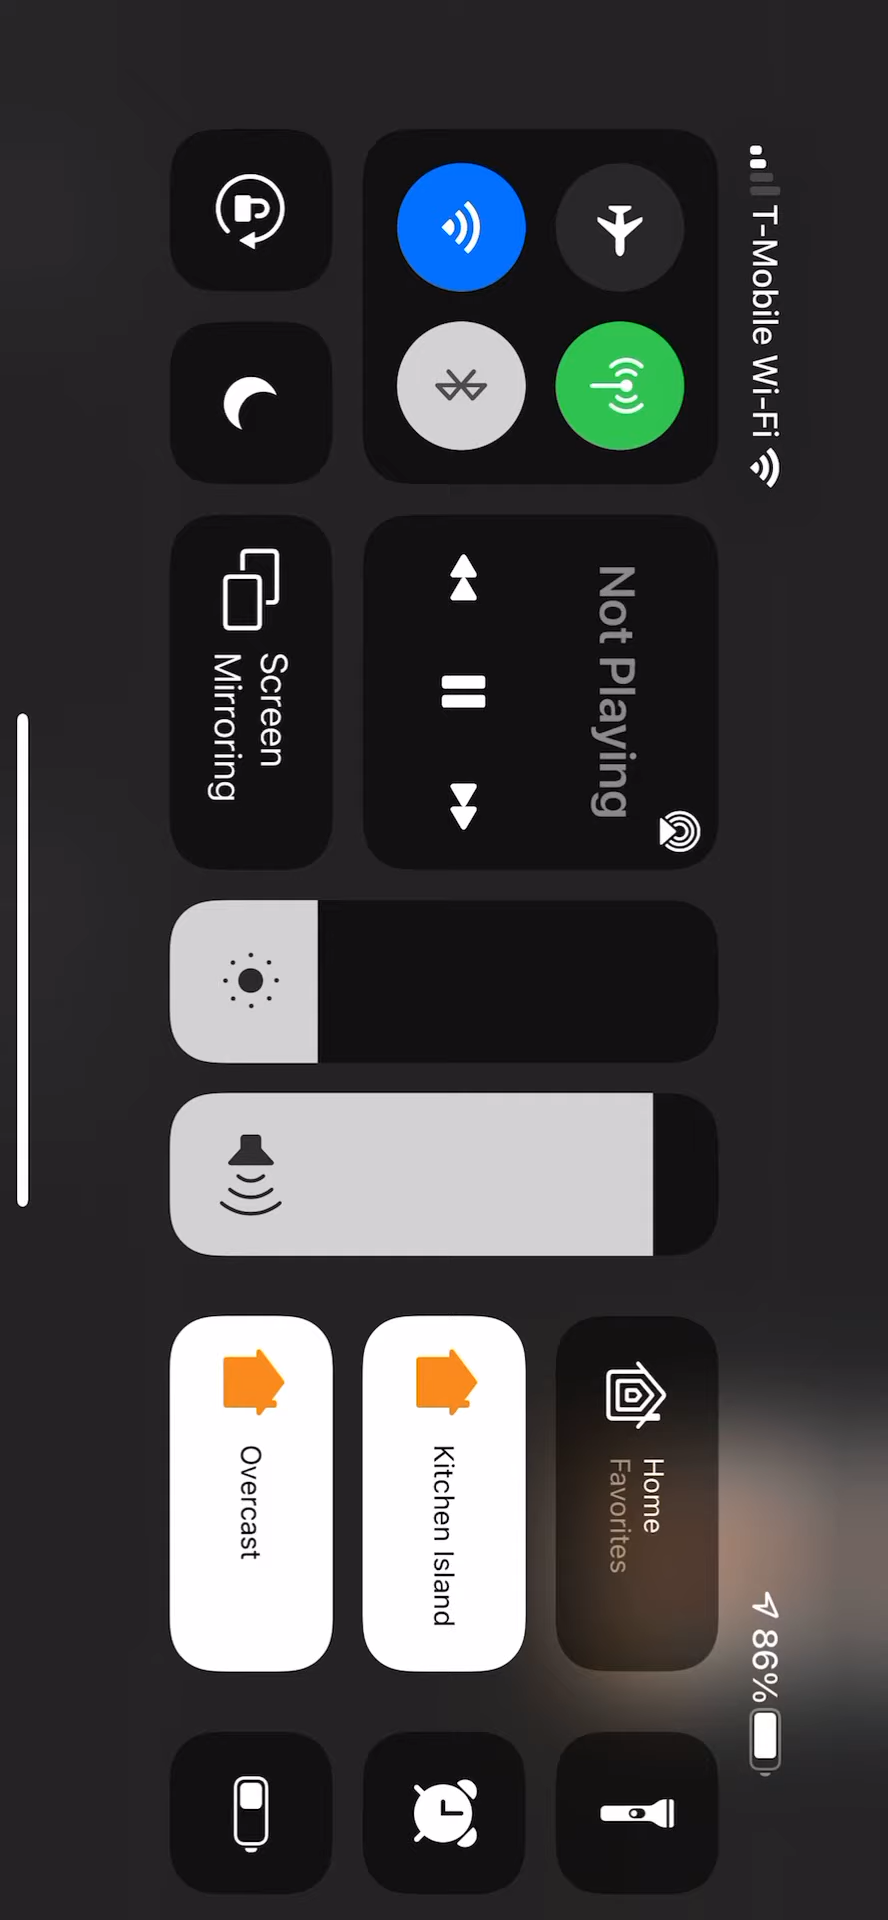 T-Mobile Wi-Fi
86%
Not Playing
Screen
Mirroring
Home
Favorites
Kitchen Island
Overcast